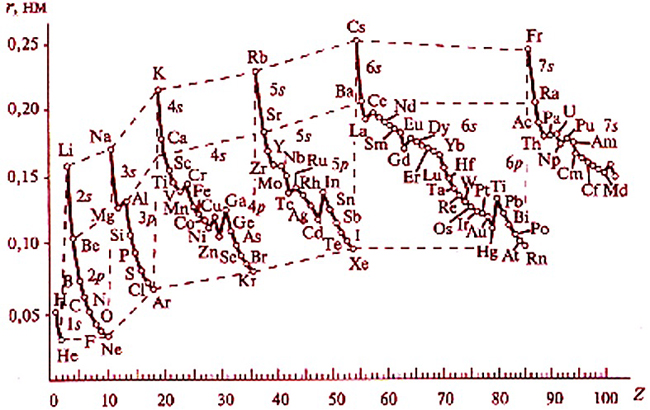 r, нм
0,25
0,20
0,15
0,10
0,05
0 10 20 30 40 50 60 70 80 90 100 Z
H
He
1s
Li
2s
Be
B
2p
C
N
O
F
Ne
Na
3s
Mg
Al
3p
Si
P
S
Cl
Ar
K
4s
Ca
Sc
Ti
V
Cr
Mn
Fe
Co
Ni
Cu
Zn
Ga
4p
Ge
As
Se
Br
Kr
4s
Rb
5s
Sr
Y
Zr
Nb
Mo
Tc
Ru
Rh
Ag
Cd
In
5p
Sn
Sb
Te
I
Xe
5s
Cs
6s
Ba
La
Ce
Nd
Sm
Eu
Gd
Dy
Er
Yb
Lu
Hf
Ta
W
Re
Os
Ir
Pt
Au
Hg
Ti
Pb
Bi
Po
At
Rn
6s
6p
Fr
7s
Ra
Ac
Th
Pa
U
Np
Pu
Am
Cm
Cf
Md
7s